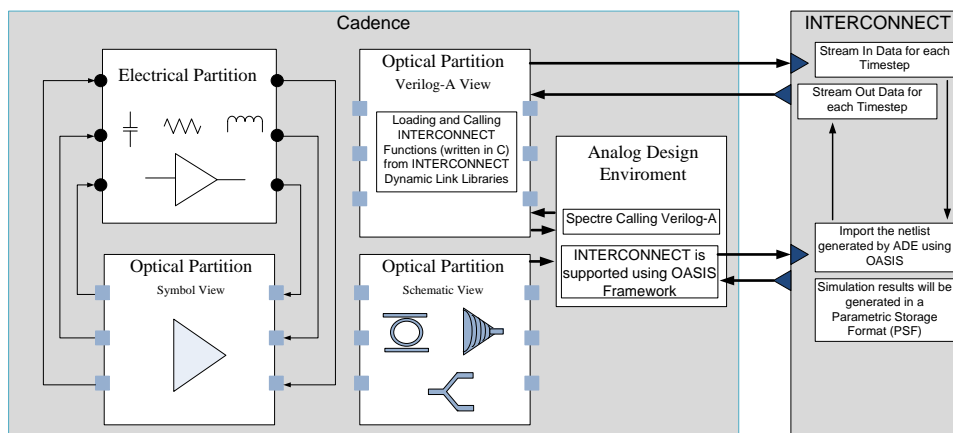 Cadence
Electrical Partition
Optical Partition
Symbol View
Optical Partition
Verilog-A View
Loading and Calling
INTERCONNECT
Functions (written in C)
from INTERCONNECT
Dynamic Link Libraries
Optical Partition
Schematic View
Analog Design
Enviroment
Spectre Calling Verilog-A
INTERCONNECT is
supported using OASIS
Framework
INTERCONNECT
Stream In Data for each
Timestep
Stream Out Data for
each Timestep
Import the netlist
generated by ADE using
OASIS
Simulation results will be
generated in a
Parametric Storage
Format (PSF)